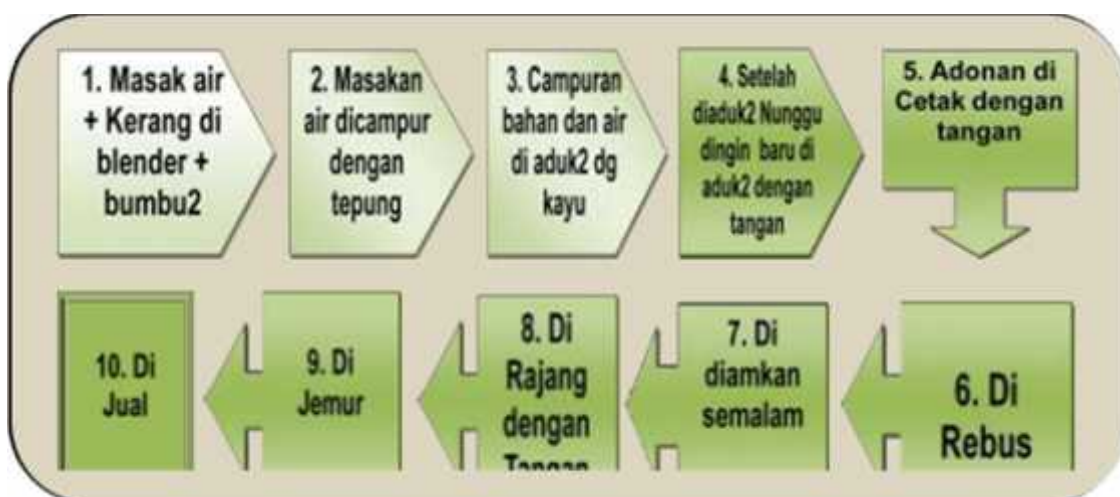 1. Masak air
+ Kerang di
blender +
bumbu2
2. Masakan
air dicampur
dengan
tepung
3. Campuran
bahan dan air
di aduk2 dg
kayu
4. Setelah
diaduk2 Nunggu
dingin baru di
aduk2 dengan
tangan
5. Adonan di
Cetak dengan
tangan
6. Di
Rebus
7. Di
diamkan
semalam
8. Di
Rajang
dengan
Tangan
9. Di
Jemur
10. Di
Jual